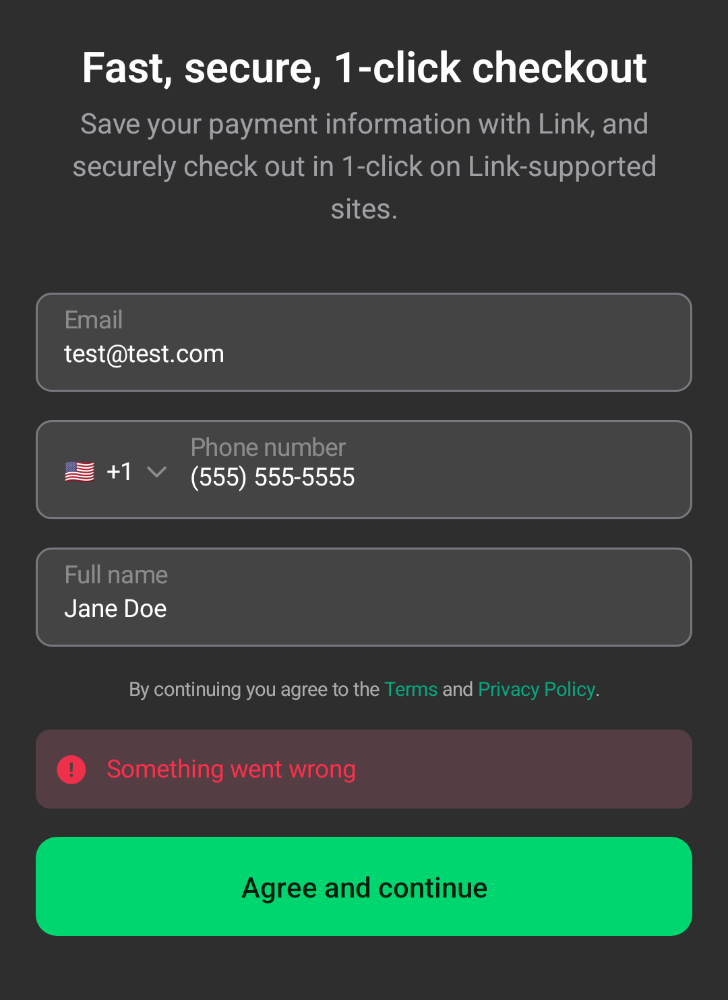 Fast, secure, 1-click checkout
Save your payment information with Link, and
securely check out in 1-click on Link-supported
sites.
Email
test@test.com
Phone number
+1 (555) 555-5555
Full name
Jane Doe
By continuing you agree to the Terms and Privacy Policy.
Something went wrong
Agree and continue